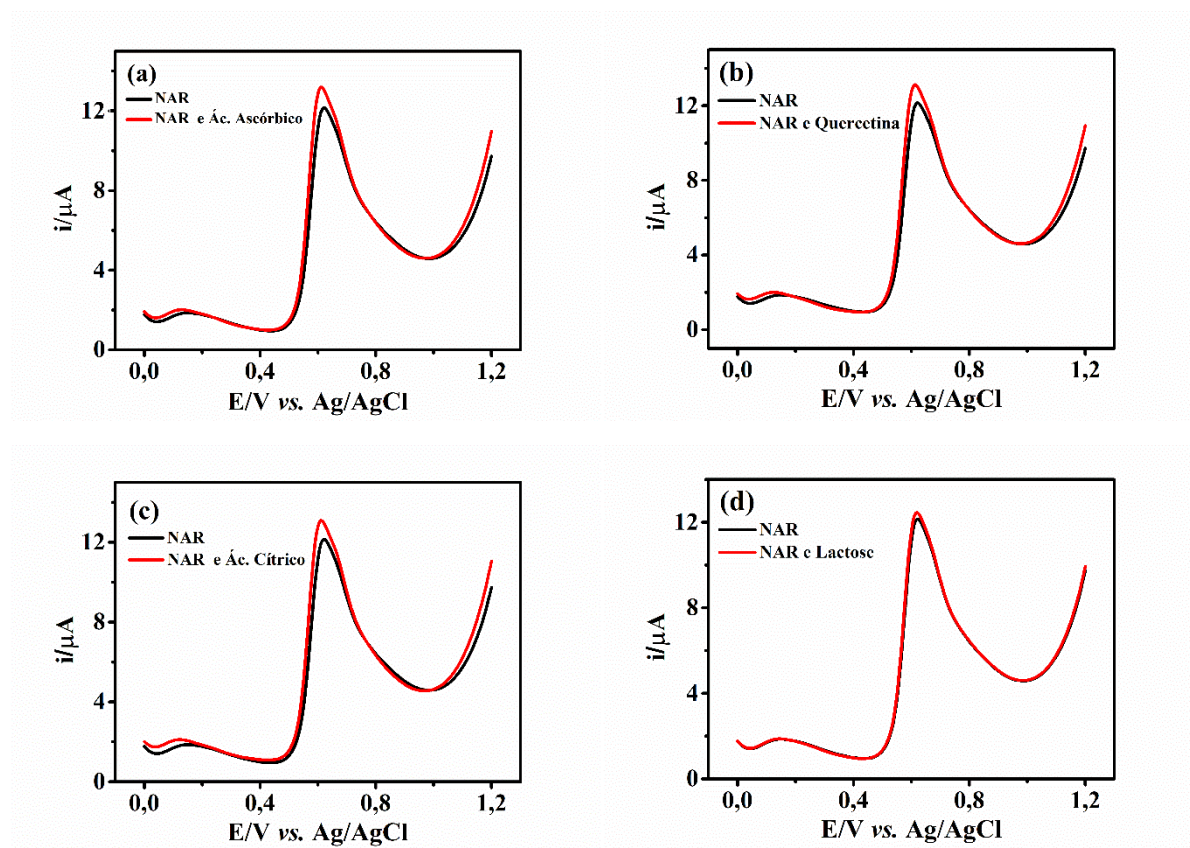 (a)
NAR
NAR e Ác. Ascórbico
12
8
4
0
i/µA
0,0 0,4 0,8 1,2
E/V vs. Ag/AgCl
(b)
NAR
NAR e Quercetina
12
8
4
0
i/µA
0,0 0,4 0,8 1,2
E/V vs. Ag/AgCl
(c)
NAR
NAR e Ác. Cítrico
12
8
4
0
i/µA
0,0 0,4 0,8 1,2
E/V vs. Ag/AgCl
(d)
NAR
NAR e Lactose
12
8
4
0
i/µA
0,0 0,4 0,8 1,2
E/V vs. Ag/AgCl